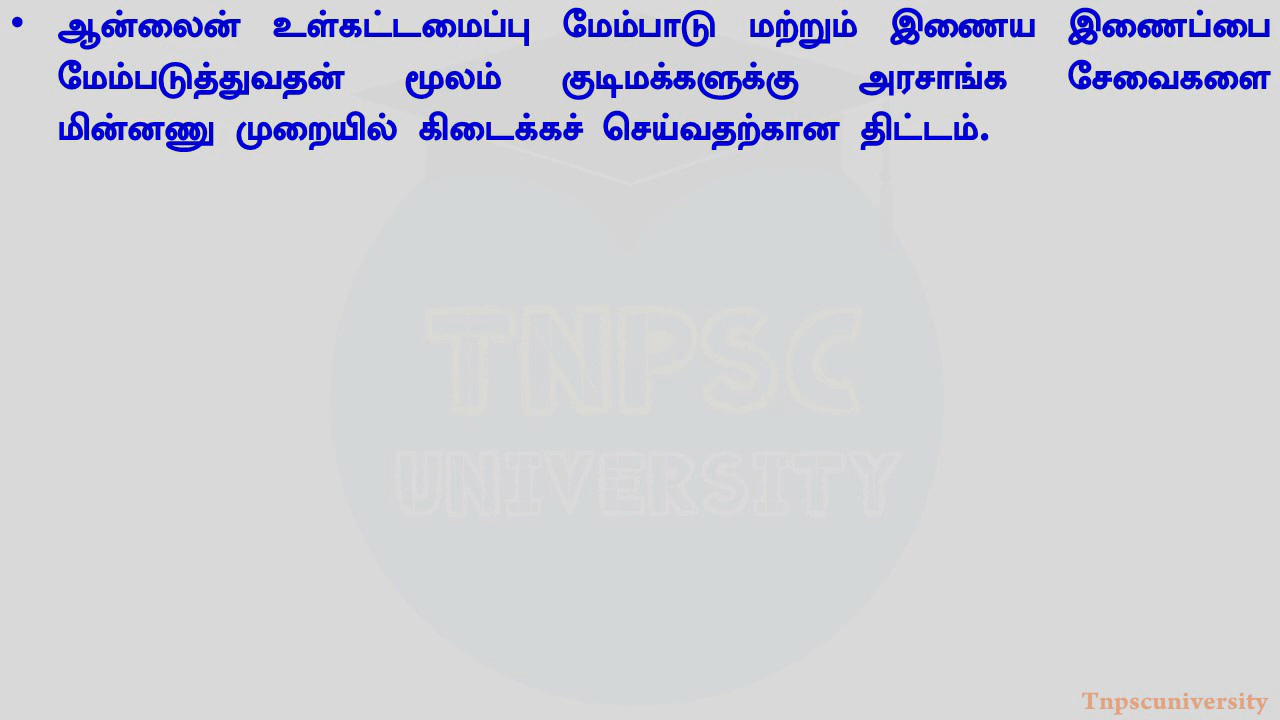 • ஆன்லைன் உள்கட்டமைப்பு மேம்பாடு மற்றும் இணைய இணைப்பை
மேம்படுத்துவதன் மூலம் குடிமக்களுக்கு அரசாங்க சேவைகளை
மின்னணு முறையில் கிடைக்கச் செய்வதற்கான திட்டம்.
TNPSC
UNIVERSITY
Tnpscuniversity